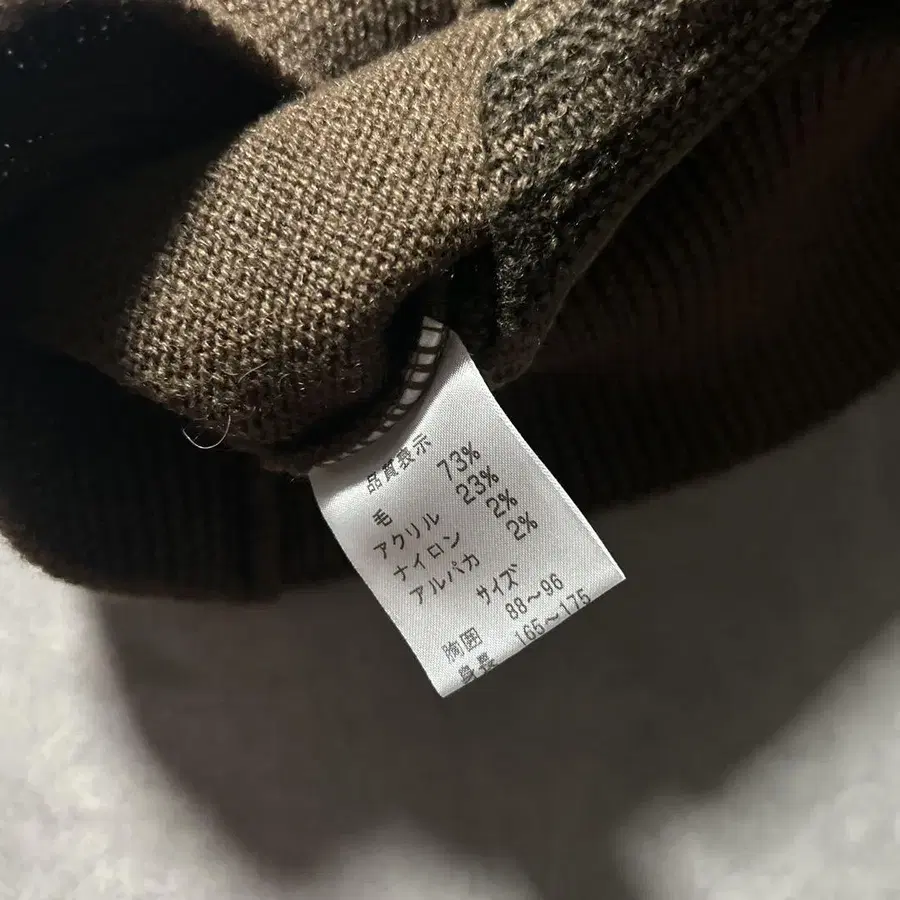 品質表示
毛 73%
アクリル 23%
ナイロン 2%
アルパカ 2%
サイズ
胸囲 88~96
身長 165~175